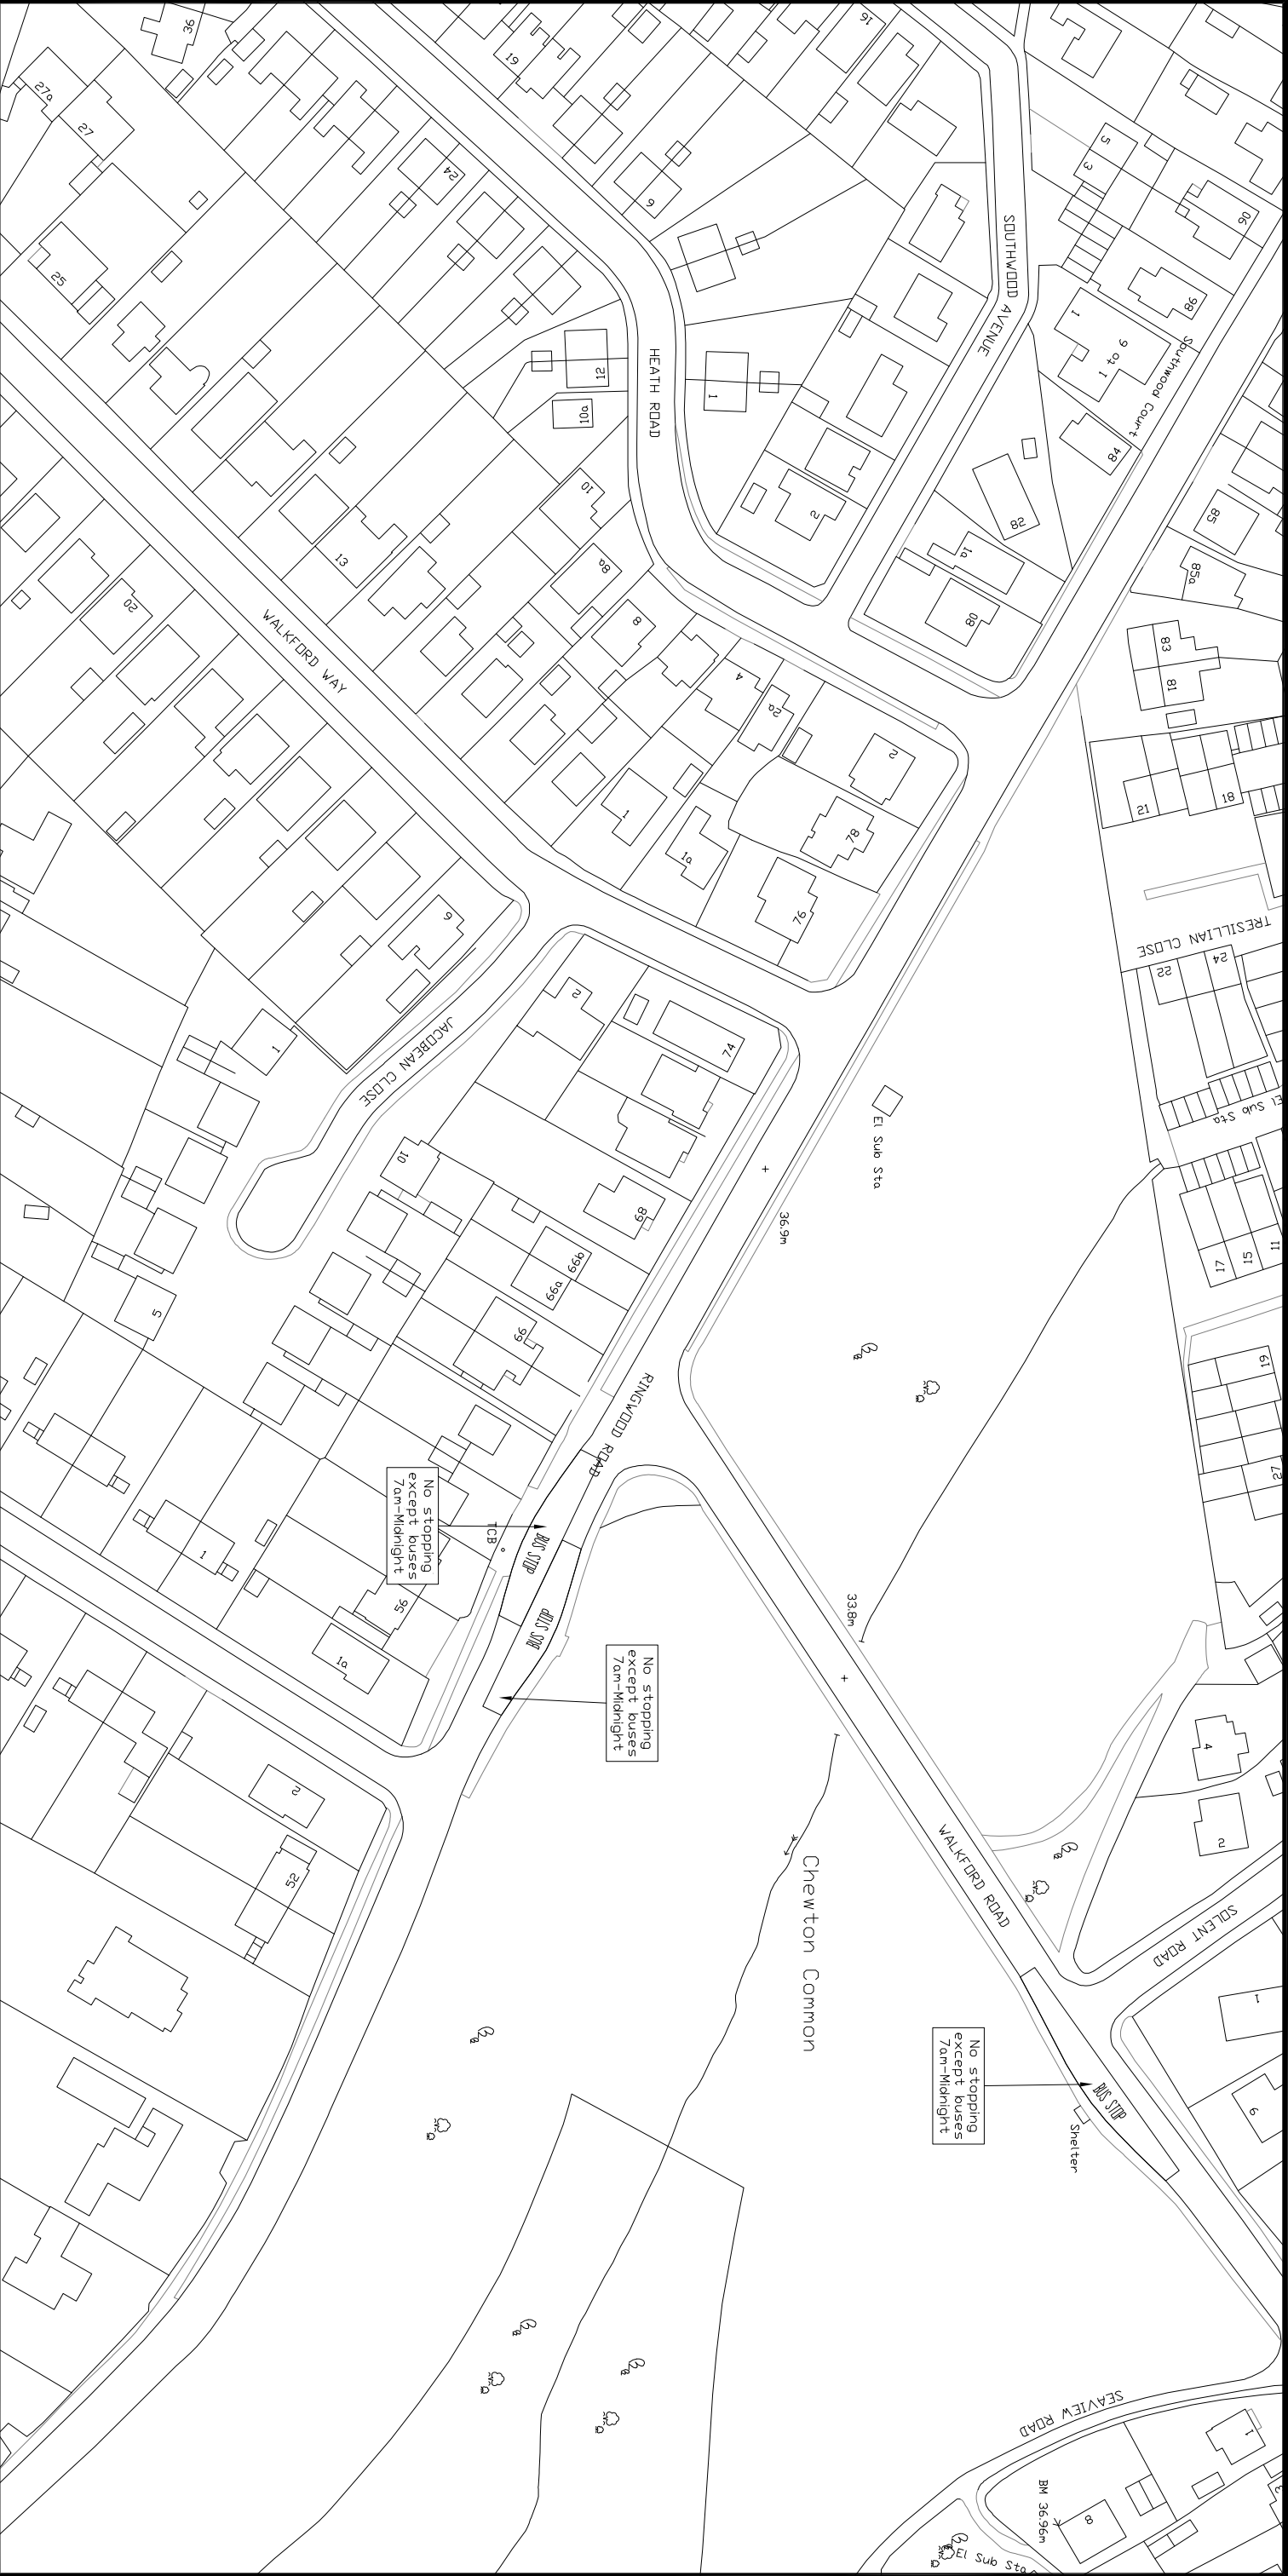 36
27a
27
25
19
16
24
9
5
3
90
86
1
1 to 6
Southwood Court
84
82
SOUTHWOOD AVENUE
HEATH ROAD
12
10a
1
2
1a
80
85
85a
83
81
21
18
10
8a
8
4
2a
2
78
76
1a
1
13
20
WALKFORD WAY
9
TRESILLIAN CLOSE
22
24
El Sub Sta
17
15
11
19
27
2
74
JACOBEAN CLOSE
1
10
5
68
66b
66a
66
El Sub Sta
36.9m
RINGWOOD ROAD
No stopping
except buses
7am-Midnight
TCB
BUS STOP
BUS STOP
56
1a
1
No stopping
except buses
7am-Midnight
33.8m
4
2
WALKFORD ROAD
SOLENT ROAD
1
2
52
Chewton Common
No stopping
except buses
7am-Midnight
BUS STOP
Shelter
SEAVIEW ROAD
1
8
BM 36.96m
El Sub Sta